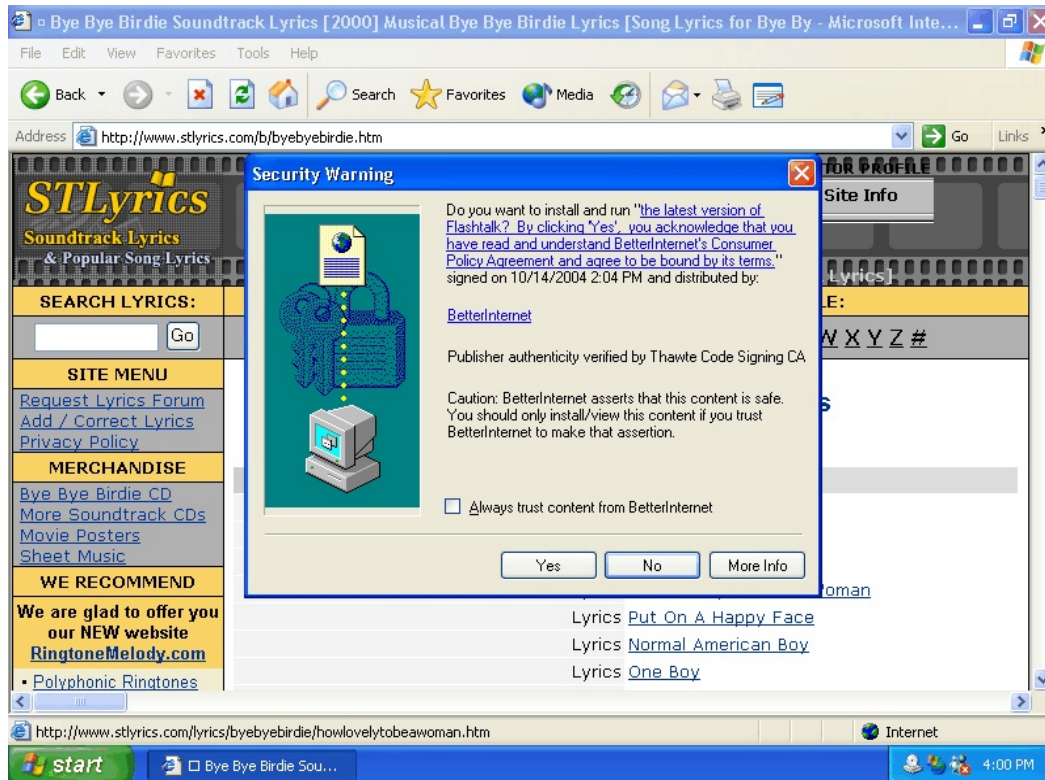 ▫ Bye Bye Birdie Soundtrack Lyrics [2000] Musical Bye Bye Birdie Lyrics [Song Lyrics for Bye By - Microsoft Inte...
File Edit View Favorites Tools Help
Back Search Favorites Media
Address http://www.stlyrics.com/b/byebyebirdie.htm Go Links
STLyrics
Soundtrack Lyrics
& Popular Song Lyrics
TOR PROFILE
Site Info
Lyrics]
SEARCH LYRICS:
LE:
Go
W X Y Z #
SITE MENU
Request Lyrics Forum
Add / Correct Lyrics
Privacy Policy
MERCHANDISE
Bye Bye Birdie CD
More Soundtrack CDs
Movie Posters
Sheet Music
WE RECOMMEND
We are glad to offer you
our NEW website
RingtoneMelody.com
▪ Polyphonic Ringtones
Security Warning
Do you want to install and run "the latest version of
Flashtalk? By clicking 'Yes', you acknowledge that you
have read and understand BetterInternet's Consumer
Policy Agreement and agree to be bound by its terms."
signed on 10/14/2004 2:04 PM and distributed by:
BetterInternet
Publisher authenticity verified by Thawte Code Signing CA
Caution: BetterInternet asserts that this content is safe.
You should only install/view this content if you trust
BetterInternet to make that assertion.
Always trust content from BetterInternet
Yes No More Info
s
oman
Lyrics Put On A Happy Face
Lyrics Normal American Boy
Lyrics One Boy
http://www.stlyrics.com/lyrics/byebyebirdie/howlovelytobeawoman.htm Internet
start □ Bye Bye Birdie Sou... 4:00 PM